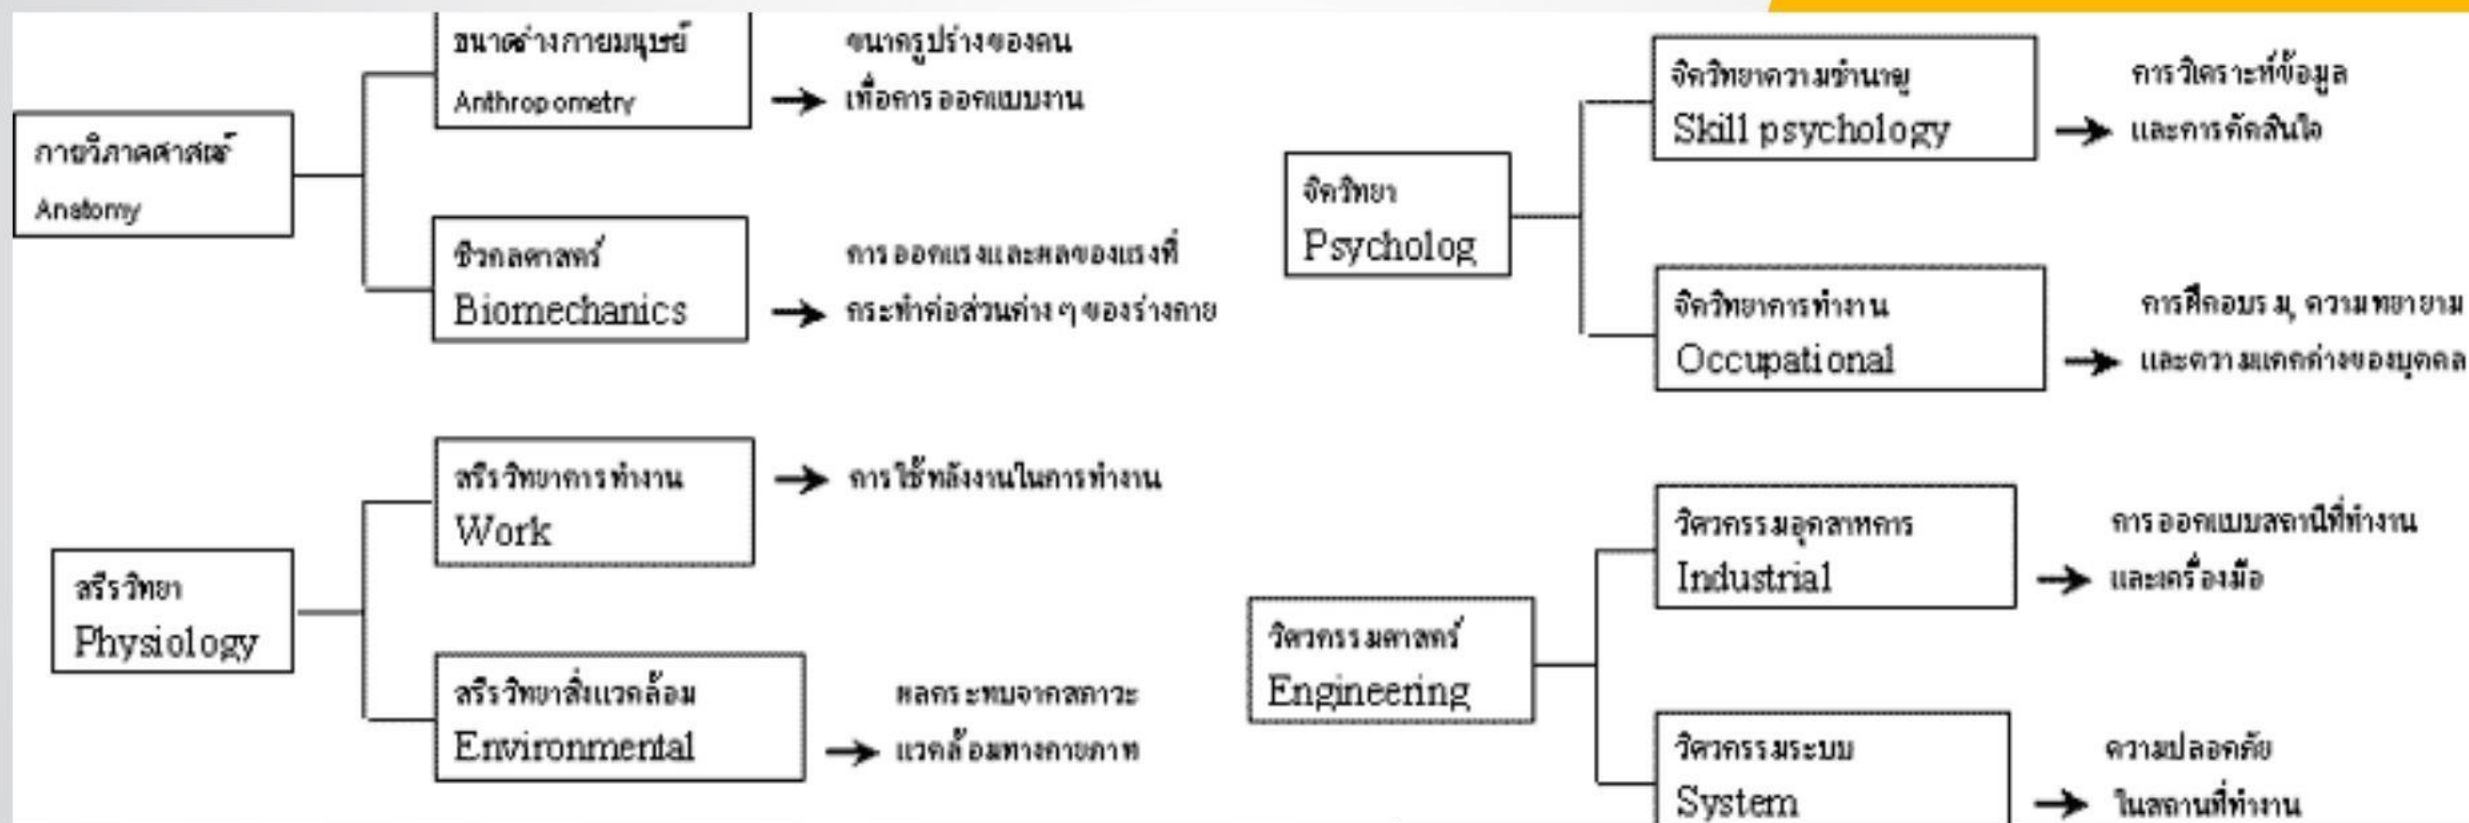 กายวิภาคศาสตร์
Anatomy
ขนาดร่างกายมนุษย์
Anthropometry
ขนาดรูปร่างของคน
เพื่อการออกแบบงาน
ชีวกลศาสตร์
Biomechanics
การออกแรงและผลของแรงที่
กระทำต่อส่วนต่าง ๆ ของร่างกาย
สรีรวิทยา
Physiology
สรีรวิทยาการทำงาน
Work
การใช้พลังงานในการทำงาน
สรีรวิทยาสิ่งแวดล้อม
Environmental
ผลกระทบจากสภาวะ
แวดล้อมทางกายภาพ
จิตวิทยา
Psycholog
จิตวิทยาความชำนาญ
Skill psychology
การวิเคราะห์ข้อมูล
และการตัดสินใจ
จิตวิทยาการทำงาน
Occupational
การฝึกอบรม, ความพยายาม
และความแตกต่างของบุคคล
วิศวกรรมศาสตร์
Engineering
วิศวกรรมอุตสาหการ
Industrial
การออกแบบสถานีที่ทำงาน
และเครื่องมือ
วิศวกรรมระบบ
System
ความปลอดภัย
ในสถานที่ทำงาน